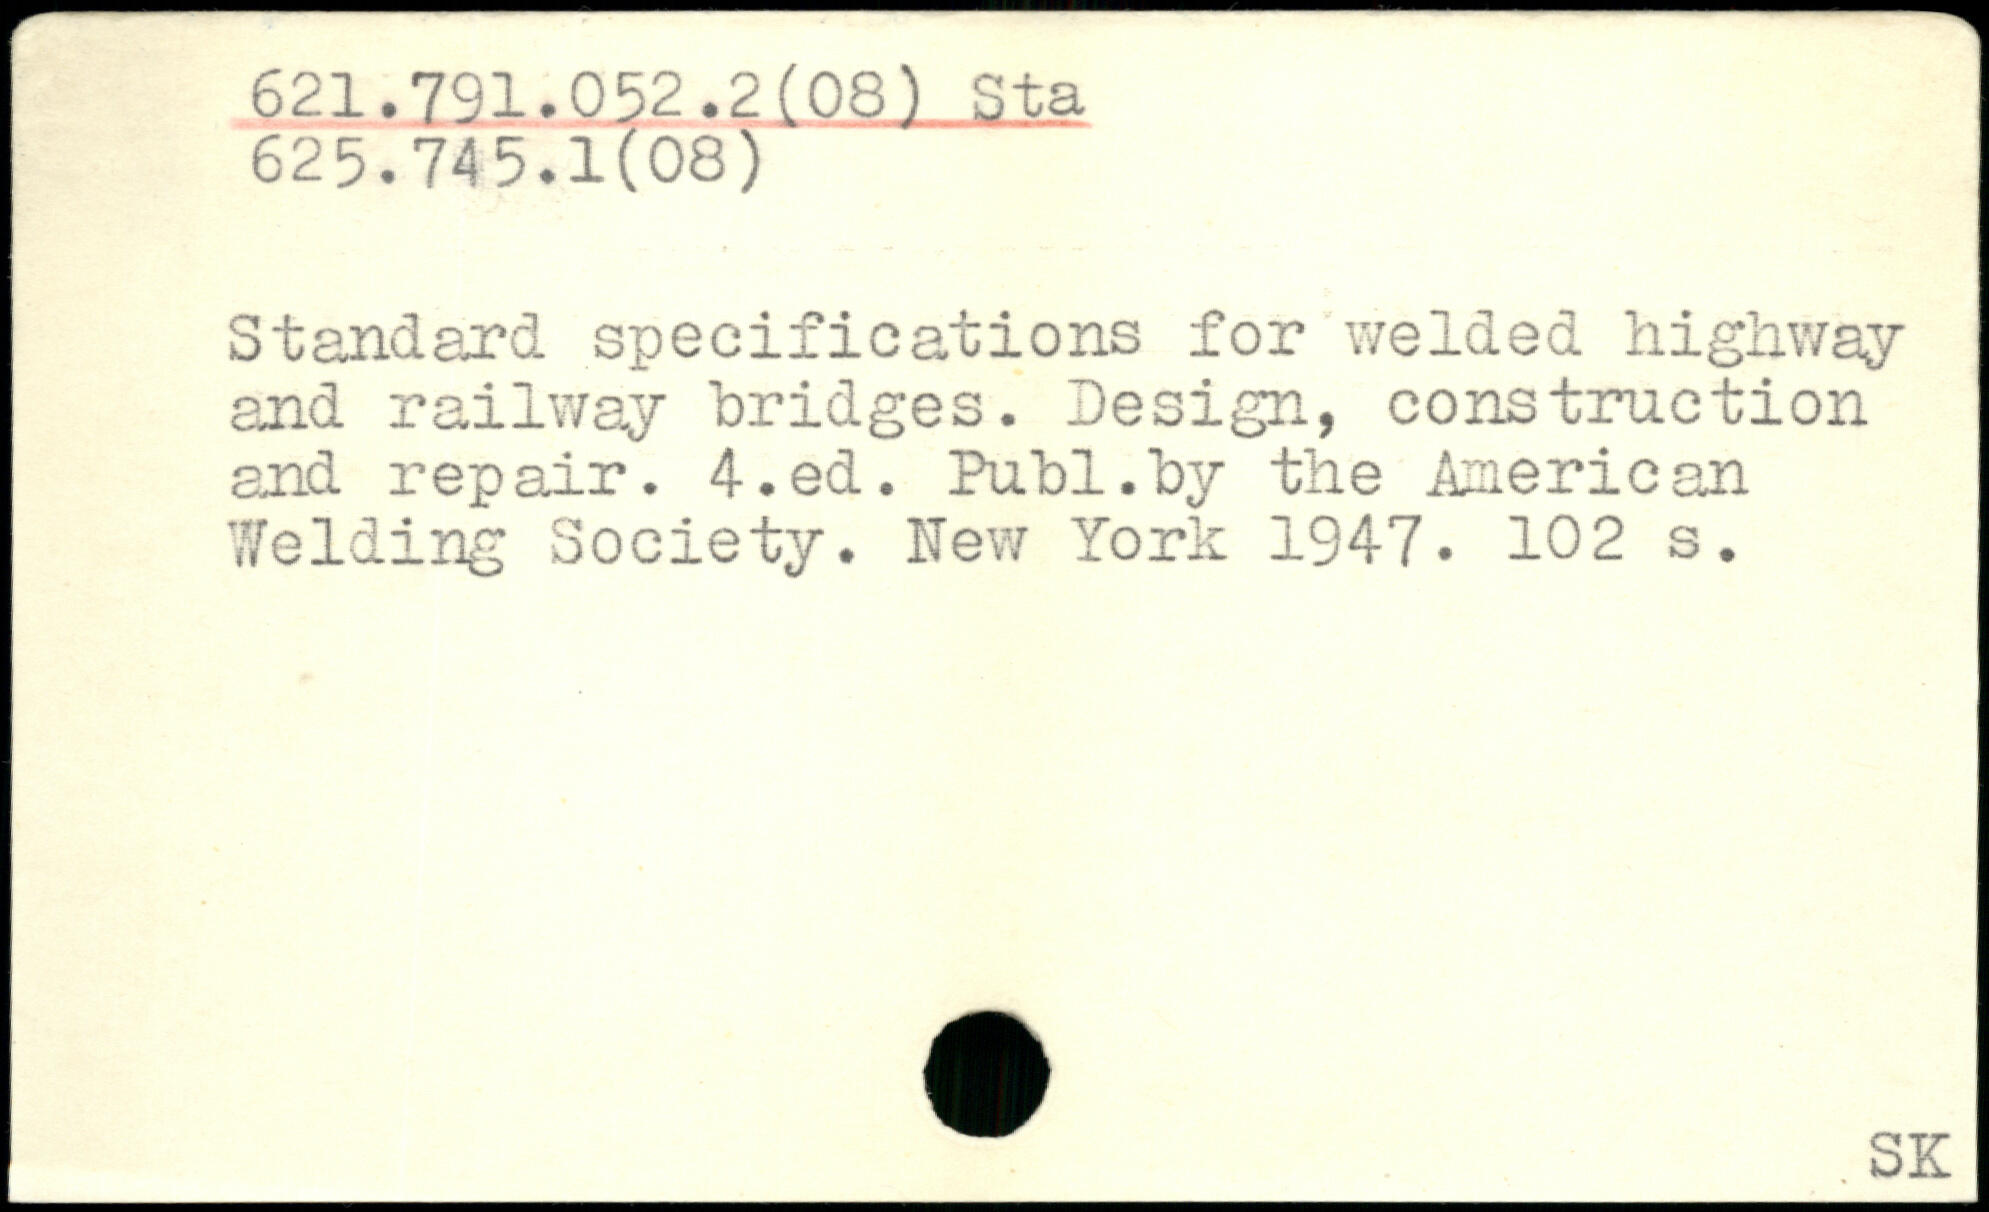 621.791.052.2(08) Sta
625.745.1(08)
Standard specifications for welded highway
and railway bridges. Design, construction
and repair. 4.ed. Publ.by the American
Welding Society. New York 1947. 102 s.
SK